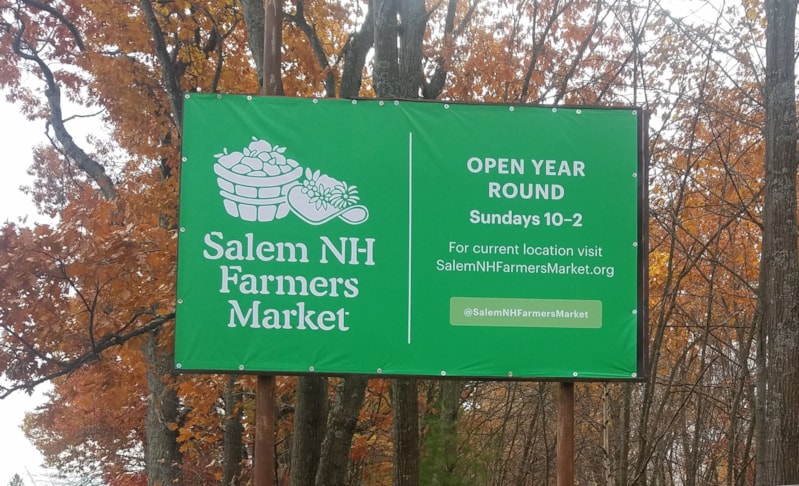 Salem NH
Farmers
Market
OPEN YEAR
ROUND
Sundays 10–2
For current location visit
SalemNHFarmersMarket.org
@SalemNHFarmersMarket